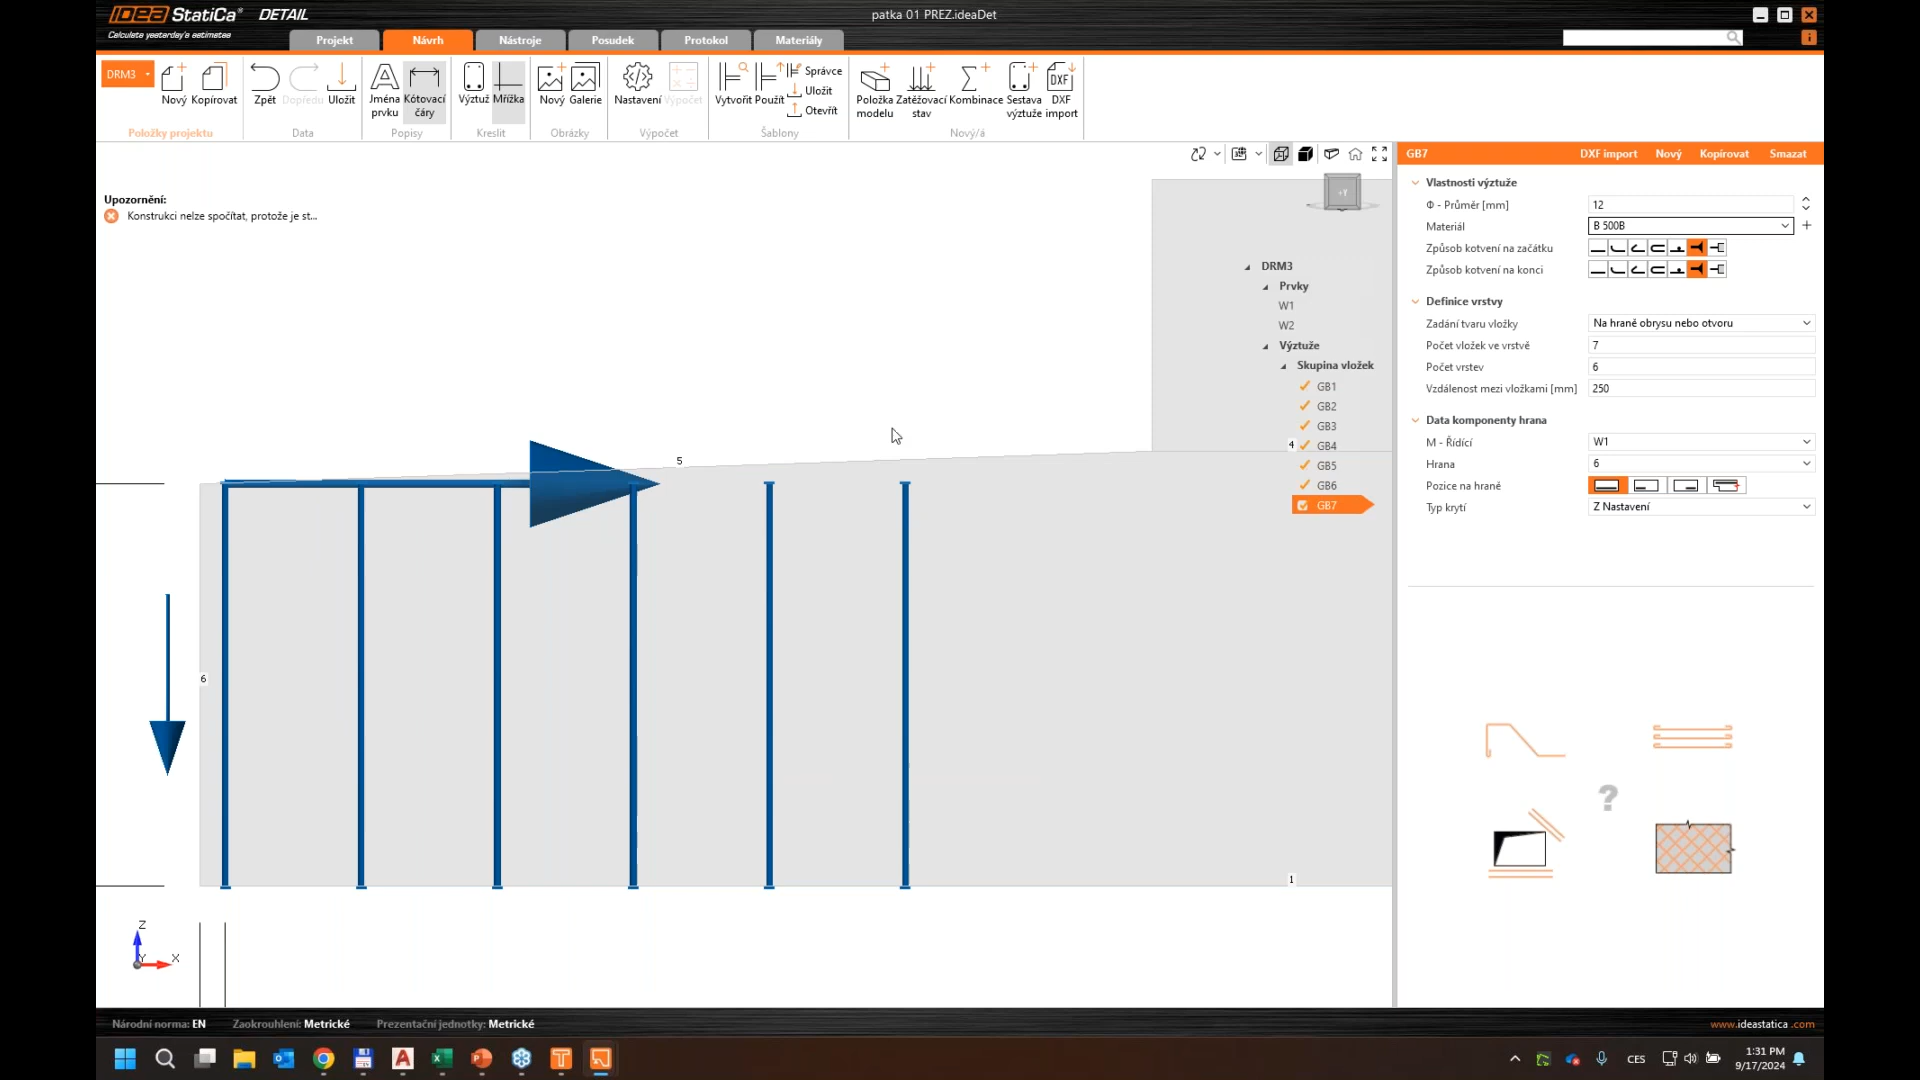 IDEA StatiCa® DETAIL
Calculate yesterday's estimates
patka 01 PREZ.ideaDet
Projekt Návrh Nástroje Posudek Protokol Materiály
DRM3
Nový Kopírovat
Položky projektu
Zpět Dopředu Uložit
Data
Jména prvku Kótovací čáry
Popisy
Výztuž Mřížka
Kreslit
Nový Galerie
Obrázky
Nastavení Výpočet
Výpočet
Vytvořit Použít Správce
Uložit
Otevřít
Šablony
Položka modelu Zatěžovací stav Kombinace Sestava výztuže DXF import
DXF
Nový/á
Upozornění:
Konstrukci nelze spočítat, protože je st...
+Y
DRM3
Prvky
W1
W2
Výztuže
Skupina vložek
GB1
GB2
GB3
GB4
GB5
GB6
GB7
4
5
6
1
Z
Y
X
GB7 DXF import Nový Kopírovat Smazat
Vlastnosti výztuže
Φ - Průměr [mm] 12
Materiál B 500B
Způsob kotvení na začátku
Způsob kotvení na konci
Definice vrstvy
Zadání tvaru vložky Na hraně obrysu nebo otvoru
Počet vložek ve vrstvě 7
Počet vrstev 6
Vzdálenost mezi vložkami [mm] 250
Data komponenty hrana
M - Řídící W1
Hrana 6
Pozice na hraně
Typ krytí Z Nastavení
?
Národní norma: EN Zaokrouhlení: Metrické Prezentační jednotky: Metrické
www.ideastatica.com
CES
1:31 PM
9/17/2024